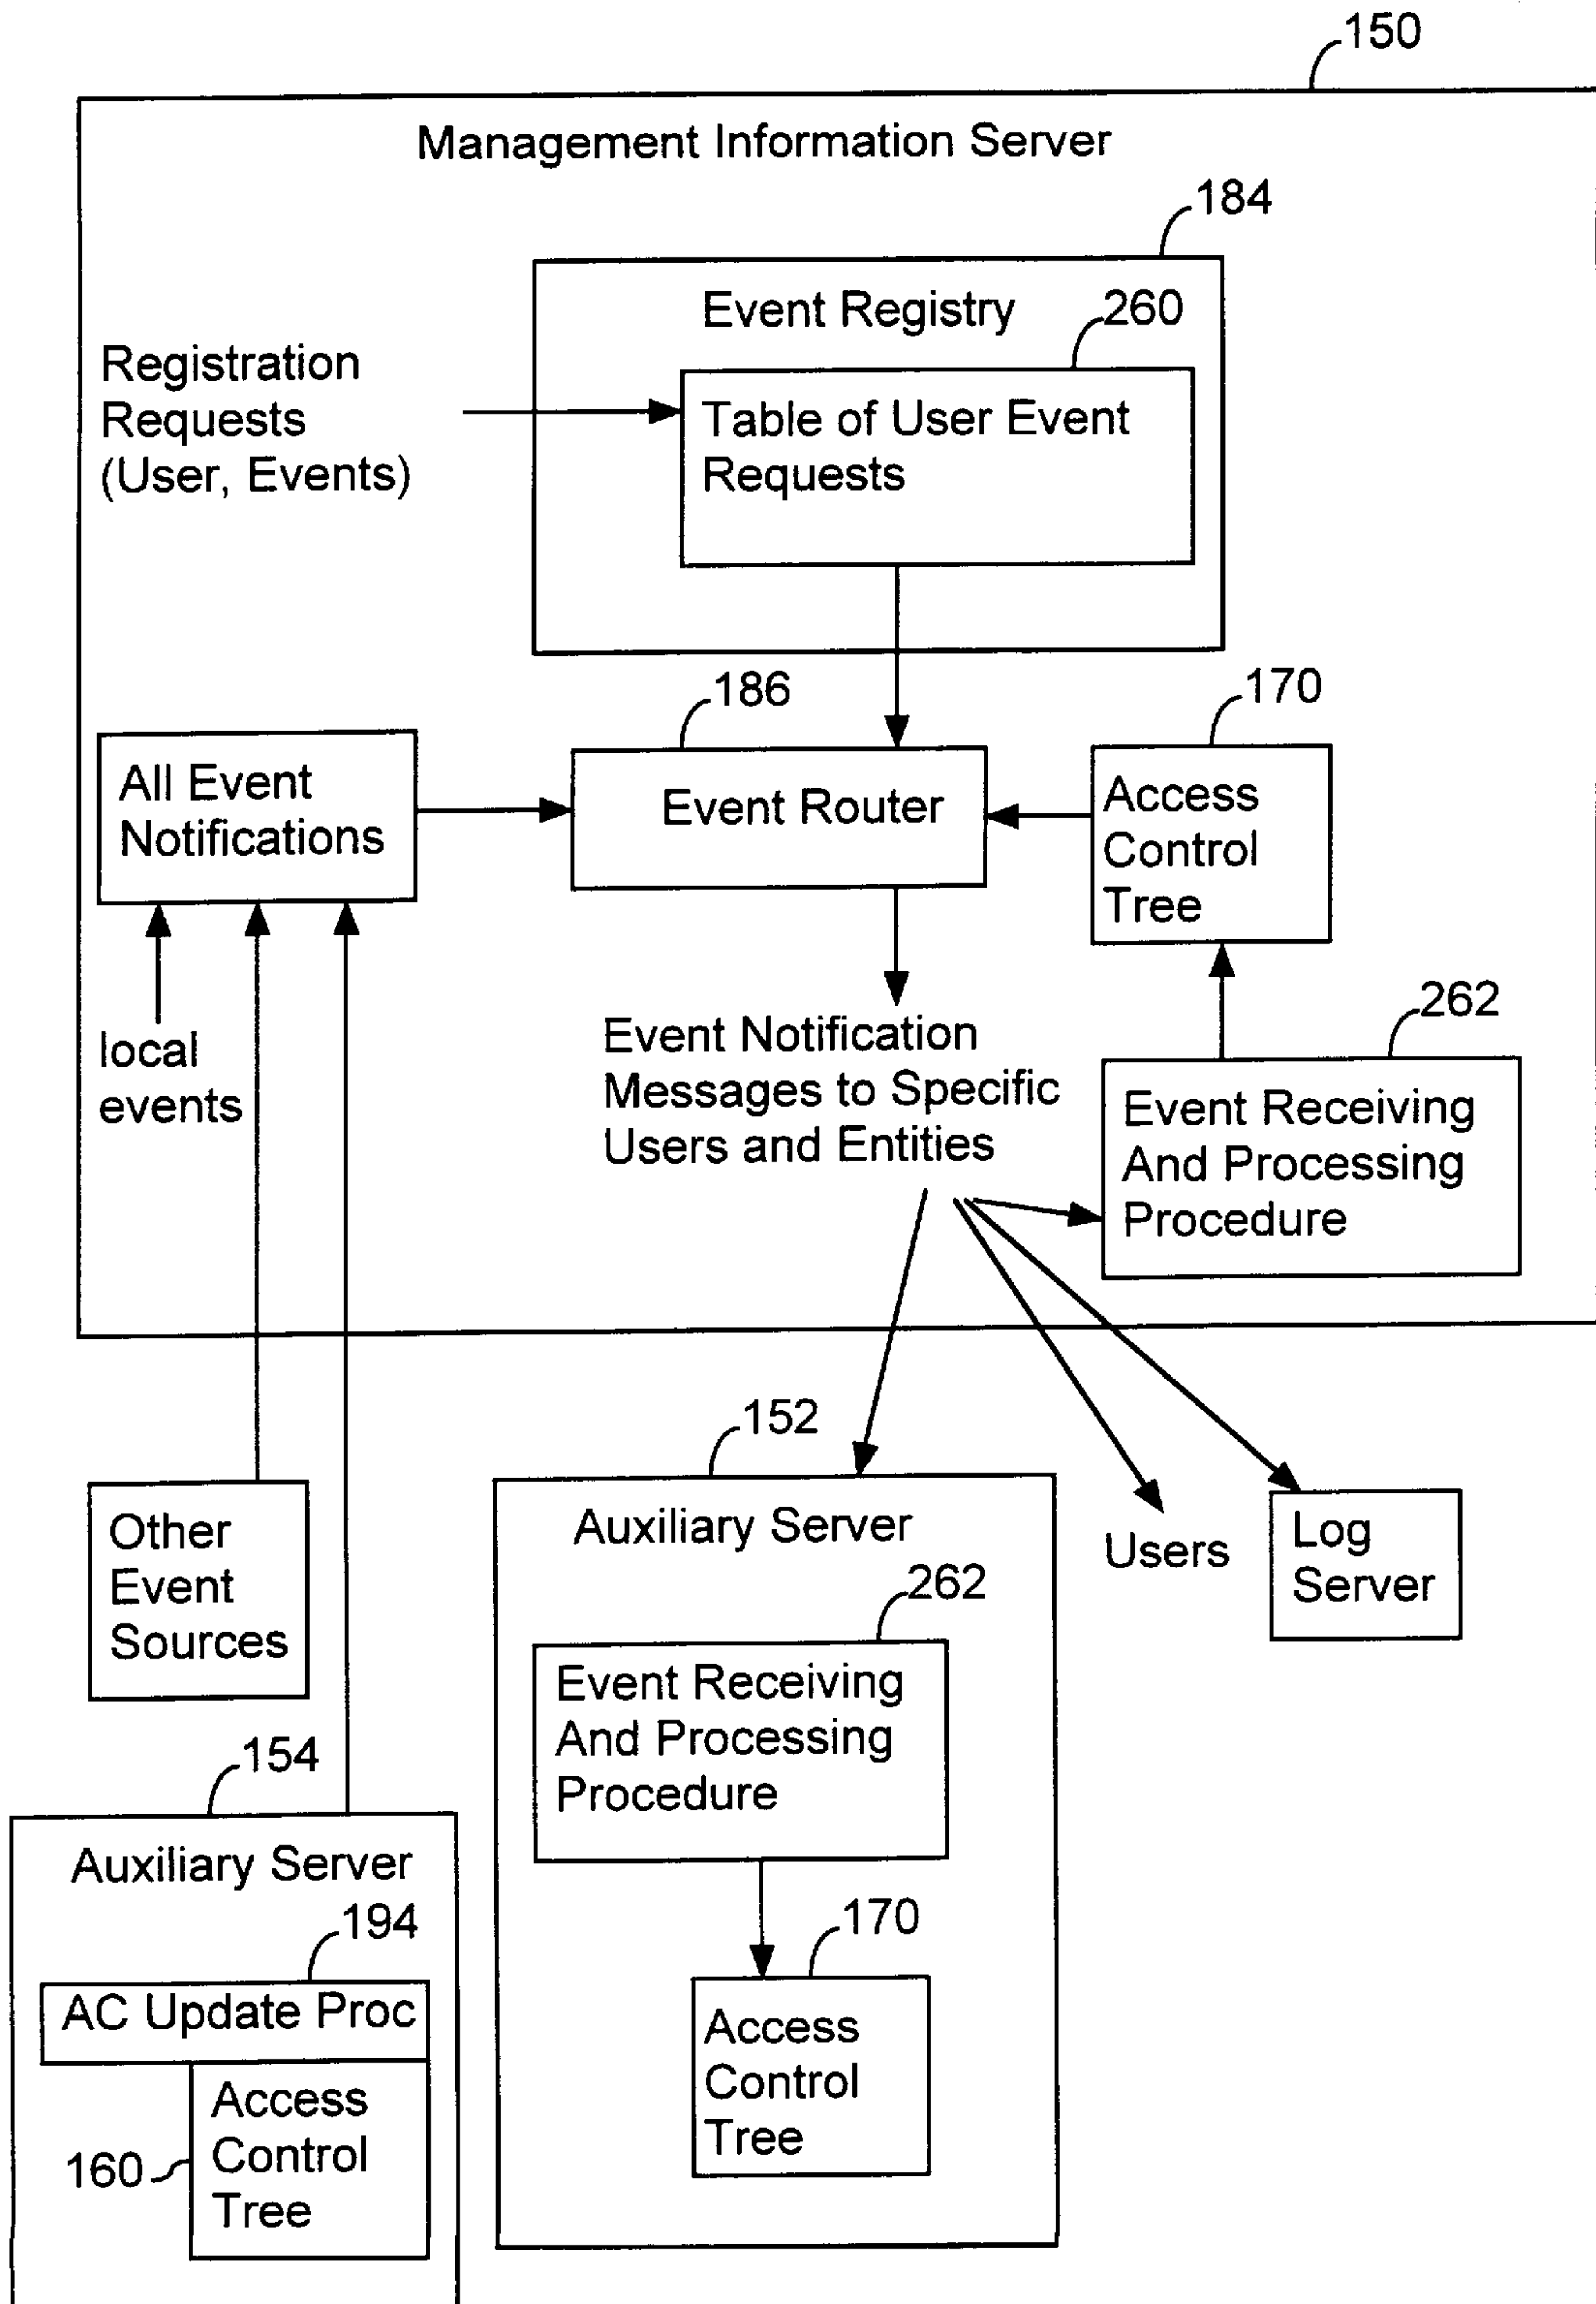 150
Management Information Server
184
Event Registry
260
Registration
Requests
(User, Events)
Table of User Event
Requests
186
170
All Event
Notifications
Event Router
Access
Control
Tree
local
events
Event Notification
Messages to Specific
Users and Entities
262
Event Receiving
And Processing
Procedure
152
Other
Event
Sources
Auxiliary Server
Users
Log
Server
262
Event Receiving
And Processing
Procedure
154
Auxiliary Server
194
170
AC Update Proc
Access
Control
Tree
160
Access
Control
Tree